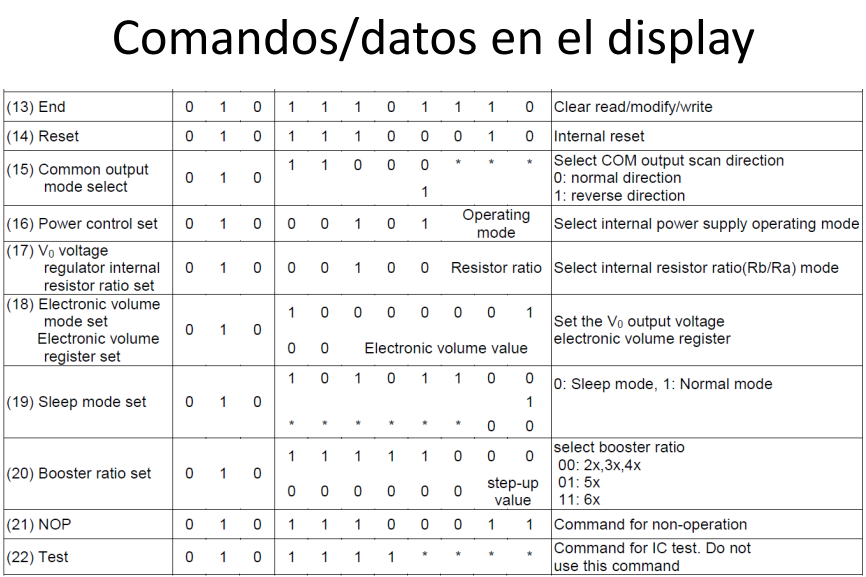 Comandos/datos en el display
(13) End 0 1 0 1 1 1 0 1 1 1 0 Clear read/modify/write
(14) Reset 0 1 0 1 1 1 0 0 0 1 0 Internal reset
(15) Common output
mode select
0 1 0
1 1 0 0 0 * * *
1
Select COM output scan direction
0: normal direction
1: reverse direction
(16) Power control set 0 1 0 0 0 1 0 1
Operating
mode
Select internal power supply operating mode
(17) V0 voltage
regulator internal
resistor ratio set
0 1 0 0 0 1 0 0 Resistor ratio
Select internal resistor ratio(Rb/Ra) mode
(18) Electronic volume
mode set
Electronic volume
register set
0 1 0
1 0 0 0 0 0 0 1
0 0 Electronic volume value
Set the V0 output voltage
electronic volume register
(19) Sleep mode set
0 1 0
1 0 1 0 1 1 0 0
1
* * * * * * 0 0
0: Sleep mode, 1: Normal mode
(20) Booster ratio set
0 1 0
1 1 1 1 1 0 0 0
0 0 0 0 0 0
step-up
value
select booster ratio
00: 2x,3x,4x
01: 5x
11: 6x
(21) NOP 0 1 0 1 1 1 0 0 0 1 1 Command for non-operation
(22) Test 0 1 0 1 1 1 1 * * * *
Command for IC test. Do not
use this command